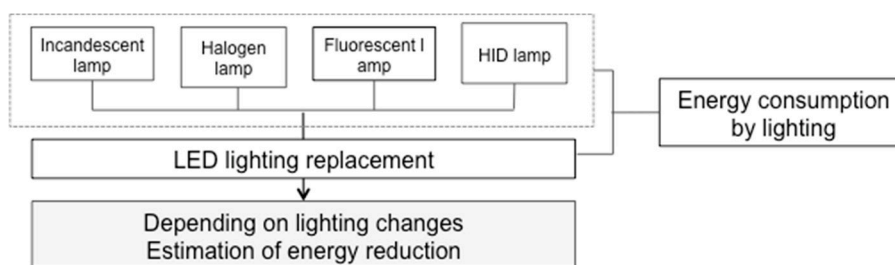 Incandescent
lamp
Halogen
lamp
Fluorescent l
amp
HID lamp
Energy consumption
by lighting
LED lighting replacement
Depending on lighting changes
Estimation of energy reduction